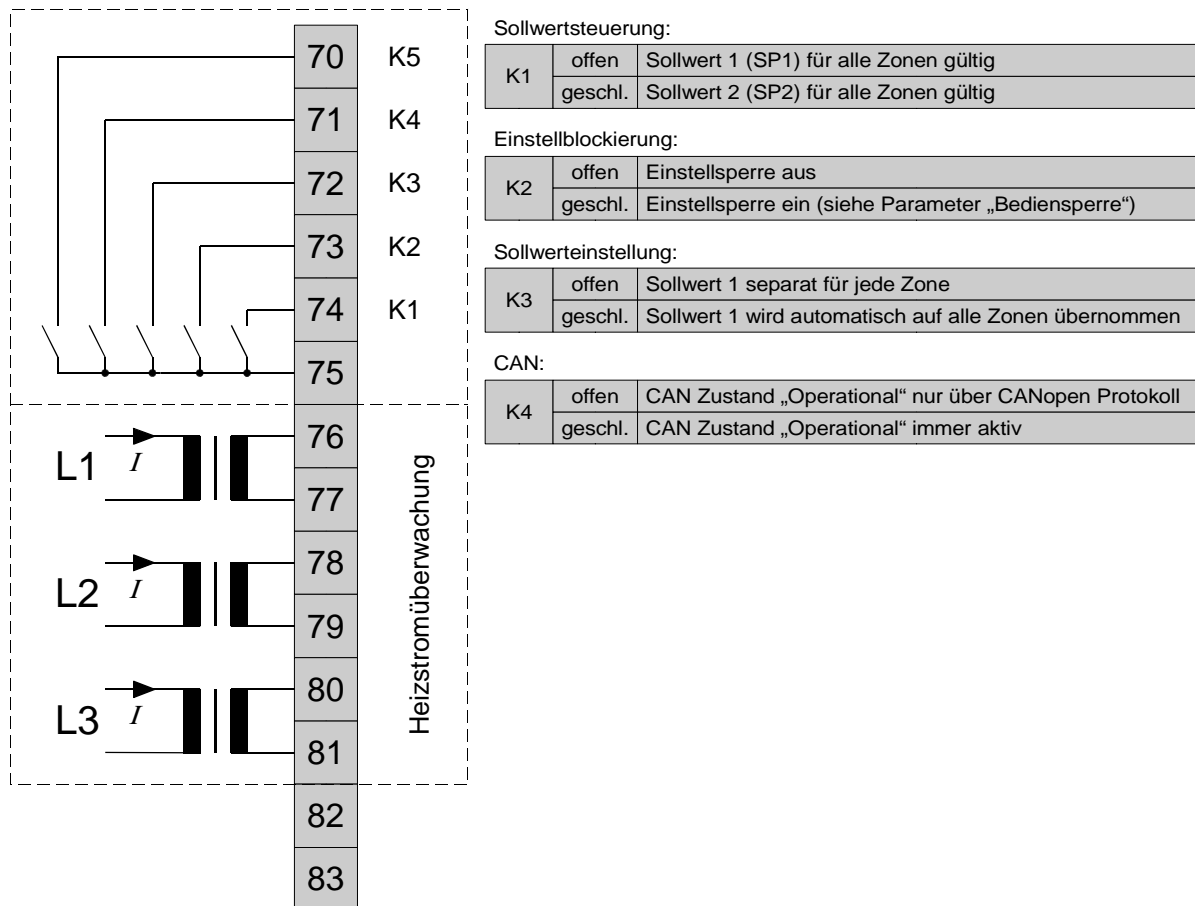 70 K5
71 K4
72 K3
73 K2
74 K1
75
76
L1 I
77
78
L2 I
79
80
L3 I
81
82
83
Heizstromüberwachung
Sollwertsteuerung:
K1
offen Sollwert 1 (SP1) für alle Zonen gültig
geschl. Sollwert 2 (SP2) für alle Zonen gültig
Einstellblockierung:
K2
offen Einstellsperre aus
geschl. Einstellsperre ein (siehe Parameter „Bediensperre“)
Sollwerteinstellung:
K3
offen Sollwert 1 separat für jede Zone
geschl. Sollwert 1 wird automatisch auf alle Zonen übernommen
CAN:
K4
offen CAN Zustand „Operational“ nur über CANopen Protokoll
geschl. CAN Zustand „Operational“ immer aktiv